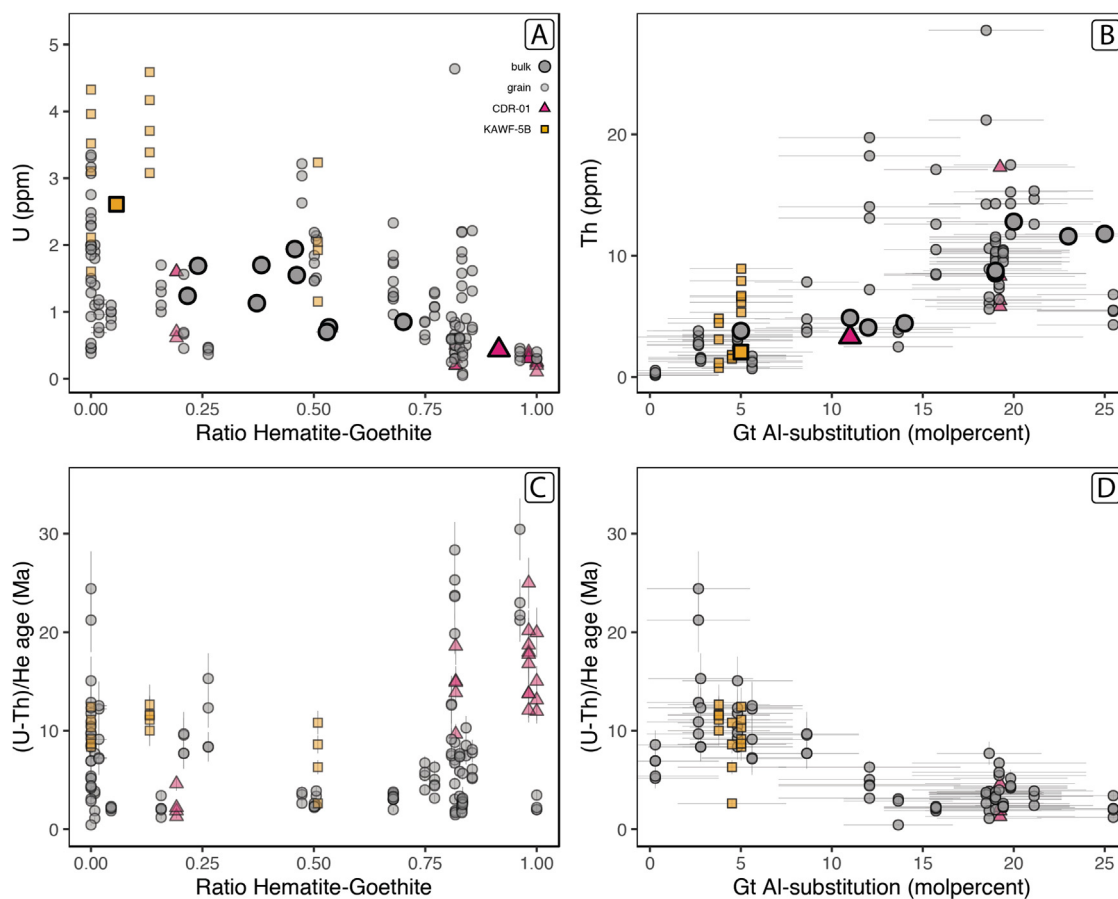 A
bulk
grain
CDR-01
KAWF-5B
5
4
3
2
1
0
U (ppm)
0.00 0.25 0.50 0.75 1.00
Ratio Hematite-Goethite
B
20
10
0
Th (ppm)
0 5 10 15 20 25
Gt Al-substitution (molpercent)
C
30
20
10
0
(U-Th)/He age (Ma)
0.00 0.25 0.50 0.75 1.00
Ratio Hematite-Goethite
D
30
20
10
0
(U-Th)/He age (Ma)
0 5 10 15 20 25
Gt Al-substitution (molpercent)